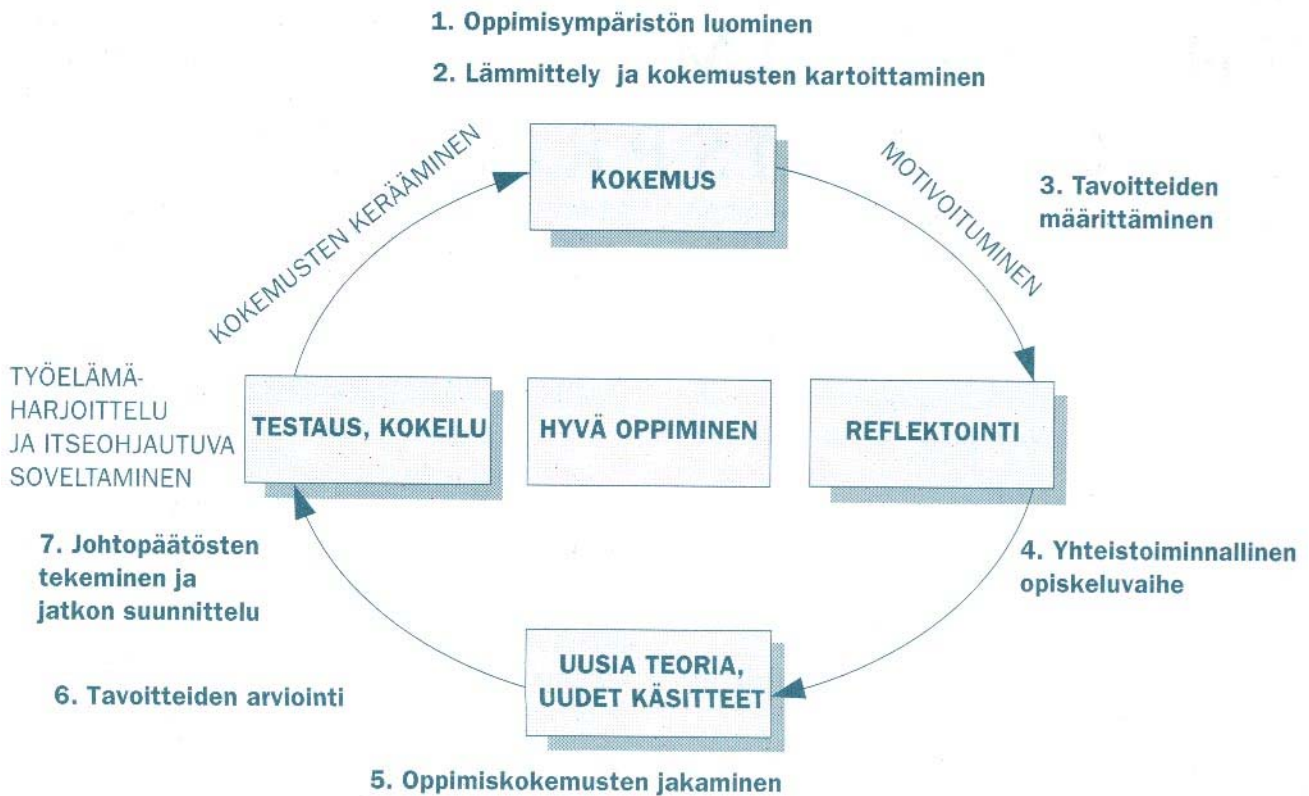 1. Oppimisympäristön luominen
2. Lämmittely ja kokemusten kartoittaminen
KOKEMUSTEN KERÄÄMINEN
KOKEMUS
MOTIVOITUMINEN
3. Tavoitteiden
määrittäminen
TYÖELÄMÄ-
HARJOITTELU
JA ITSEOHJAUTUVA
SOVELTAMINEN
TESTAUS, KOKEILU
HYVÄ OPPIMINEN
REFLEKTOINTI
7. Johtopäätösten
tekeminen ja
jatkon suunnittelu
4. Yhteistoiminnallinen
opiskeluvaihe
UUSIA TEORIA,
UUDET KÄSITTEET
6. Tavoitteiden arviointi
5. Oppimiskokemusten jakaminen